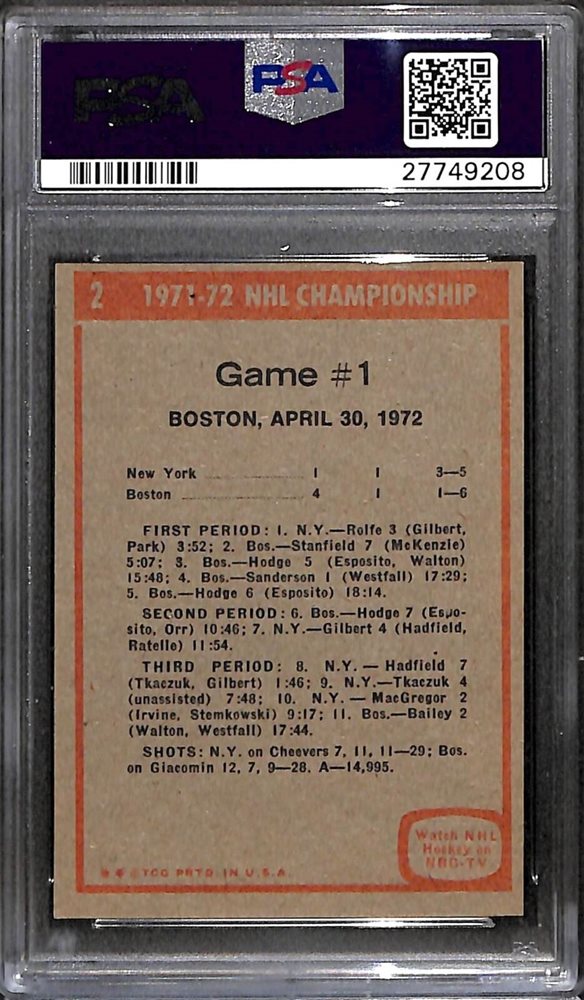 PSA
PSA
27749208
2 1971-72 NHL CHAMPIONSHIP
Game #1
BOSTON, APRIL 30, 1972
New York 1 1 3—5
Boston 4 1 1—6
FIRST PERIOD: 1. N.Y.—Rolfe 3 (Gilbert,
Park) 3:52; 2. Bos.—Stanfield 7 (McKenzie)
5:07; 3. Bos.—Hodge 5 (Esposito, Walton)
15:48; 4. Bos.—Sanderson 1 (Westfall) 17:29;
5. Bos.—Hodge 6 (Esposito) 18:14.
SECOND PERIOD: 6. Bos.—Hodge 7 (Espo-
sito, Orr) 10:46; 7. N.Y.—Gilbert 4 (Hadfield,
Ratelle) 11:54.
THIRD PERIOD: 8. N.Y.—Hadfield 7
(Tkaczuk, Gilbert) 1:46; 9. N.Y.—Tkaczuk 4
(unassisted) 7:48; 10. N.Y.—MacGregor 2
(Irvine, Stemkowski) 9:17; 11. Bos.—Bailey 2
(Walton, Westfall) 17:44.
SHOTS: N.Y. on Cheevers 7, 11, 11—29; Bos.
on Giacomin 12, 7, 9—28. A—14,995.
Watch NHL
Hockey on
NBC-TV
* * © TCG PRTD. IN U.S.A.